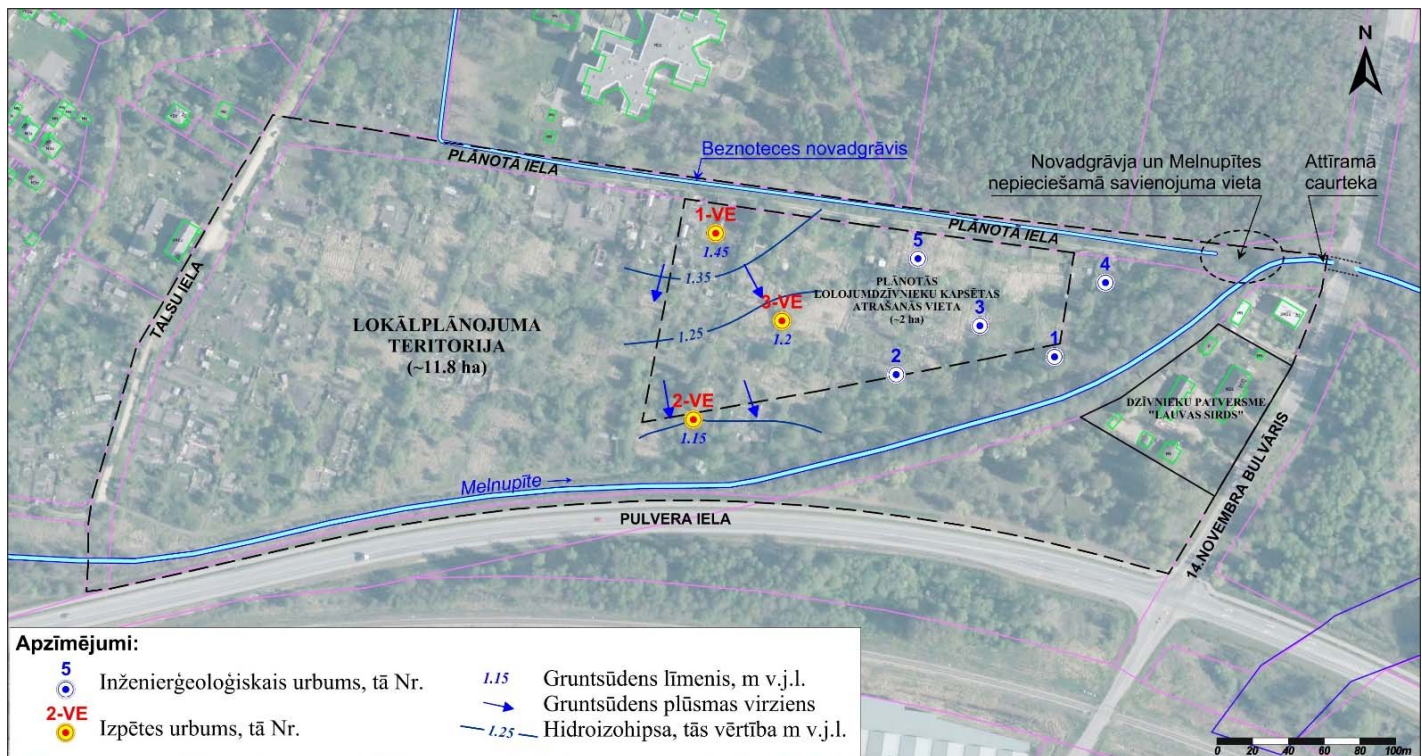 N
Beznoteces novadgrāvis
Novadgrāvja un Melnupītes
nepieciešamā savienojuma vieta
Attīramā
caurteka
PLĀNOTĀ IELA
PLĀNOTĀ IELA
TALSU IELA
1-VE
1.45
1.35
5
4
PLĀNOTĀS
LOLOJUMDZĪVNIEKU KAPSĒTAS
ATRAŠANĀS VIETA
(~2 ha)
3-VE
1.2
1.25
3
1
2
LOKĀLPLĀNOJUMA
TERITORIJA
(~11.8 ha)
2-VE
1.15
DZĪVNIEKU PATVERSME
"LAUVAS SIRDS"
Melnupīte
PULVERA IELA
14.NOVEMBRA BULVĀRIS
Apzīmējumi:
5 Inženierģeoloģiskais urbums, tā Nr.
2-VE Izpētes urbums, tā Nr.
1.15 Gruntsūdens līmenis, m v.j.l.
Gruntsūdens plūsmas virziens
1.25 Hidroizohipsa, tās vērtība m v.j.l.
0 20 40 60 80 100m